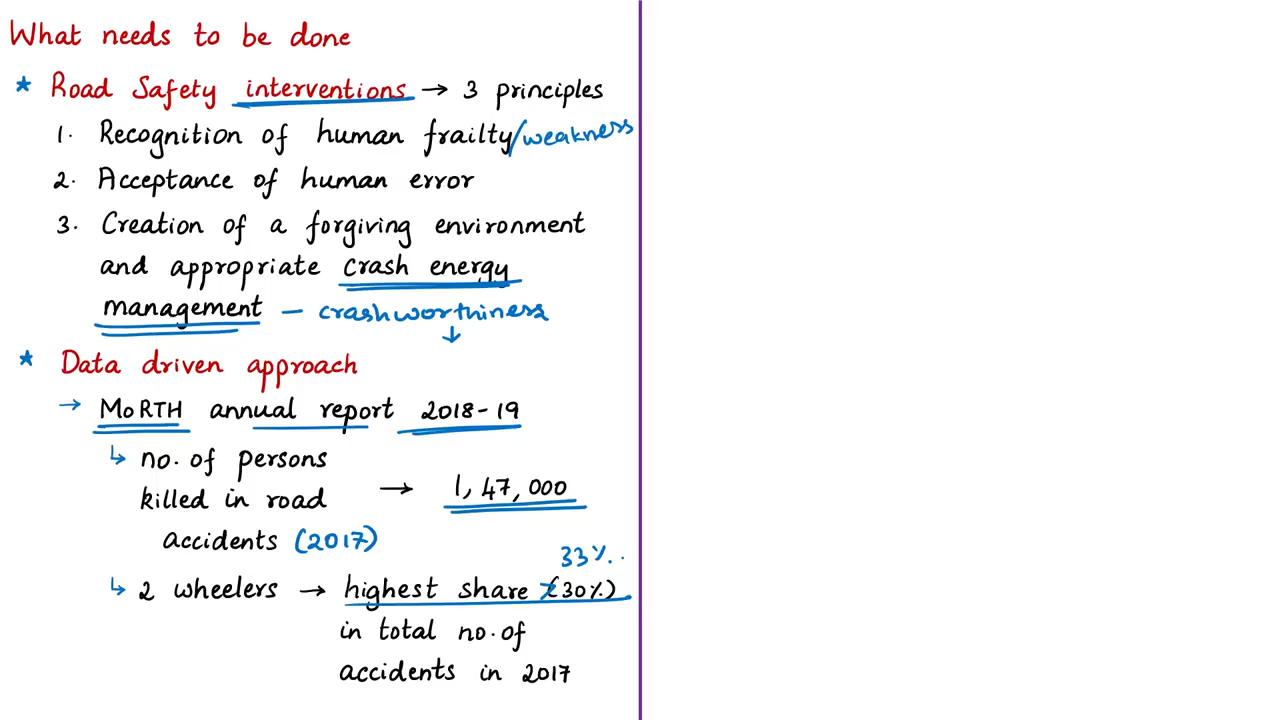 What needs to be done
* Road Safety interventions → 3 principles
1. Recognition of human frailty/weakness
2. Acceptance of human error
3. Creation of a forgiving environment
and appropriate crash energy
management – crashworthiness
↓
* Data driven approach
→ MoRTH annual report 2018-19
↳ no. of persons
killed in road → 1,47,000
accidents (2017)
33%.
↳ 2 wheelers → highest share (30%)
in total no. of
accidents in 2017